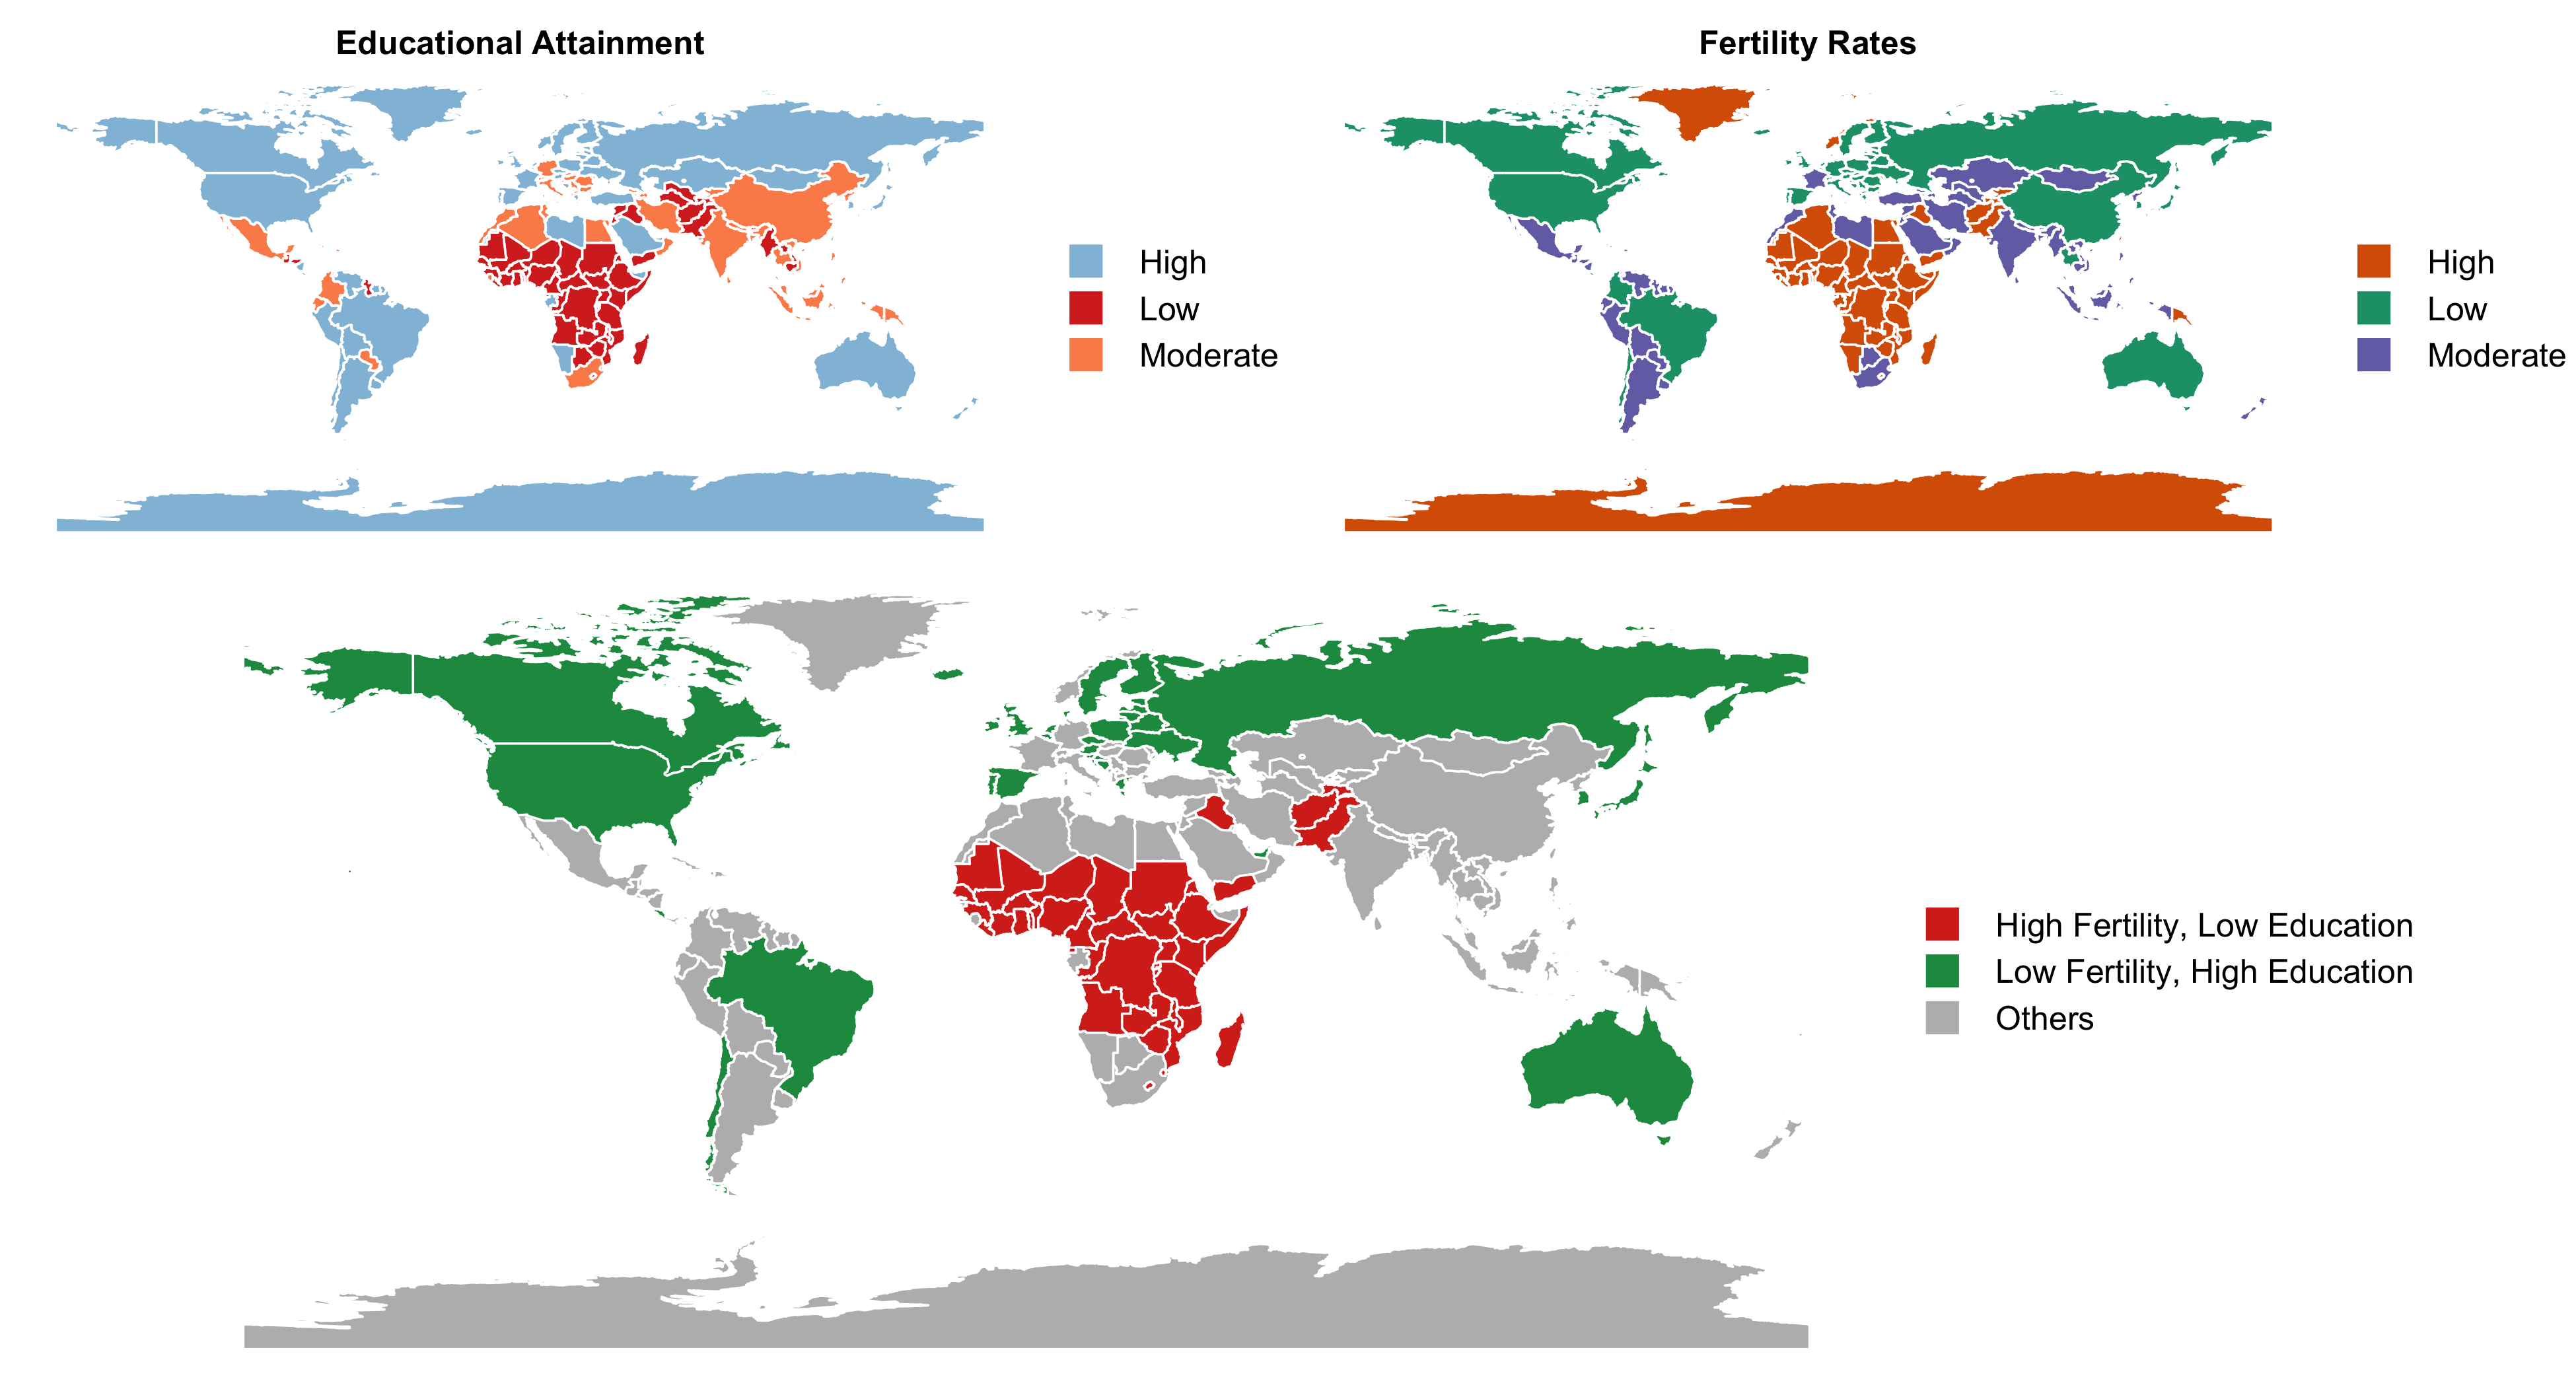 Educational Attainment
High
Low
Moderate
Fertility Rates
High
Low
Moderate
High Fertility, Low Education
Low Fertility, High Education
Others